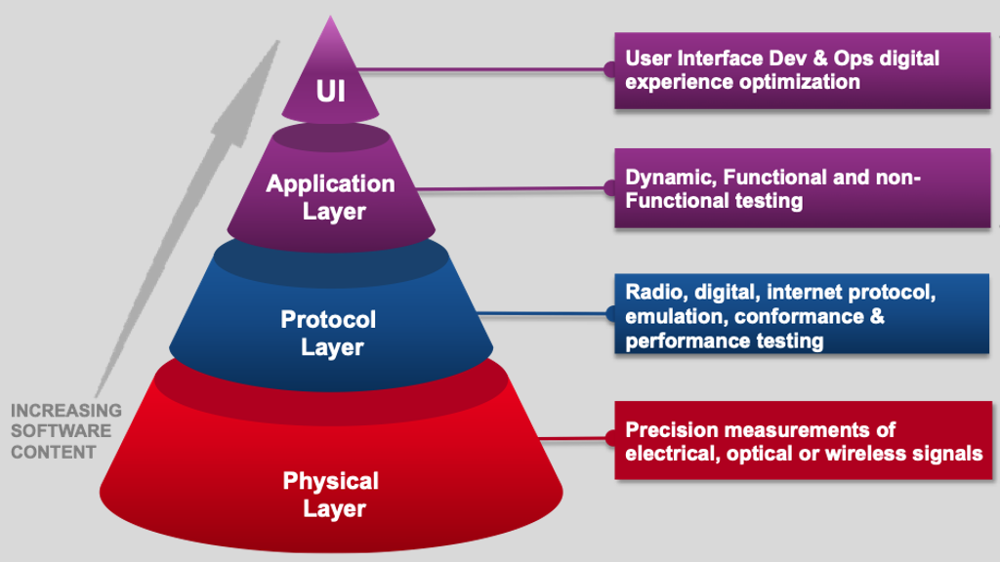 UI
User Interface Dev & Ops digital
experience optimization
Application
Layer
Dynamic, Functional and non-
Functional testing
Protocol
Layer
Radio, digital, internet protocol,
emulation, conformance &
performance testing
INCREASING
SOFTWARE
CONTENT
Physical
Layer
Precision measurements of
electrical, optical or wireless signals